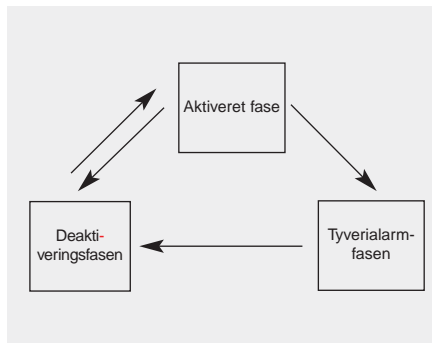 Aktiveret fase
Deakti-
veringsfasen
Tyverialarm-
fasen